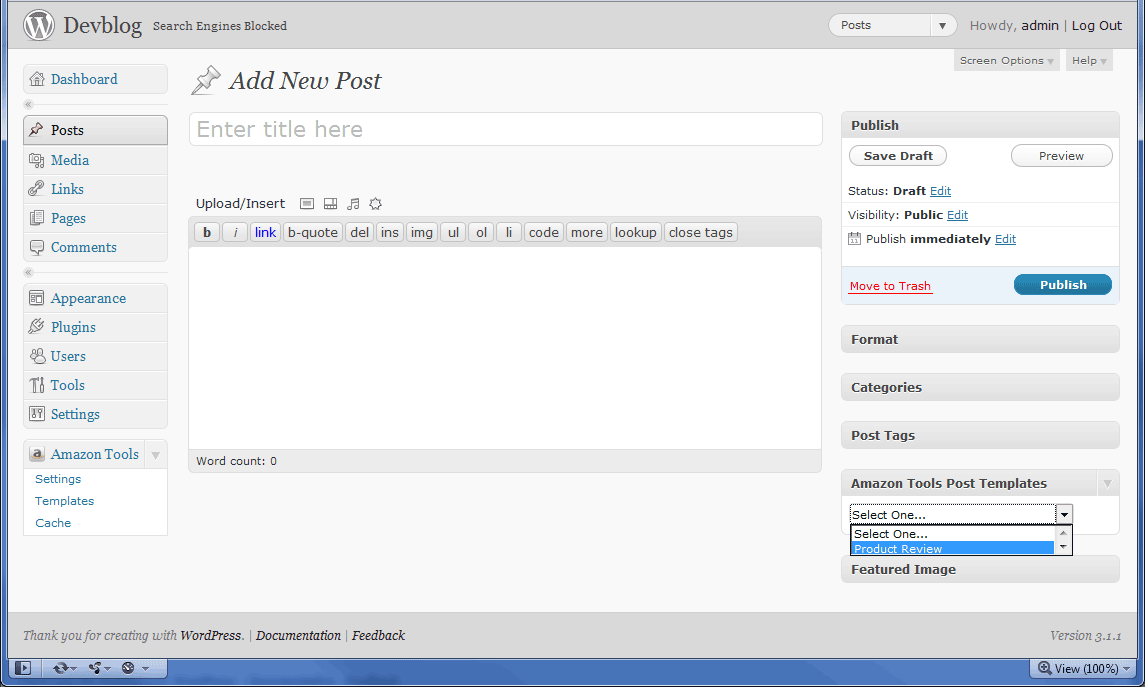 Devblog Search Engines Blocked
Posts
Howdy, admin | Log Out
Screen Options
Help
Dashboard
Posts
Media
Links
Pages
Comments
Appearance
Plugins
Users
Tools
Settings
Amazon Tools
Settings
Templates
Cache
Add New Post
Enter title here
Upload/Insert
b i link b-quote del ins img ul ol li code more lookup close tags
Word count: 0
Publish
Save Draft Preview
Status: Draft Edit
Visibility: Public Edit
Publish immediately Edit
Move to Trash Publish
Format
Categories
Post Tags
Amazon Tools Post Templates
Select One...
Select One...
Product Review
Featured Image
Thank you for creating with WordPress. | Documentation | Feedback
Version 3.1.1
View (100%)